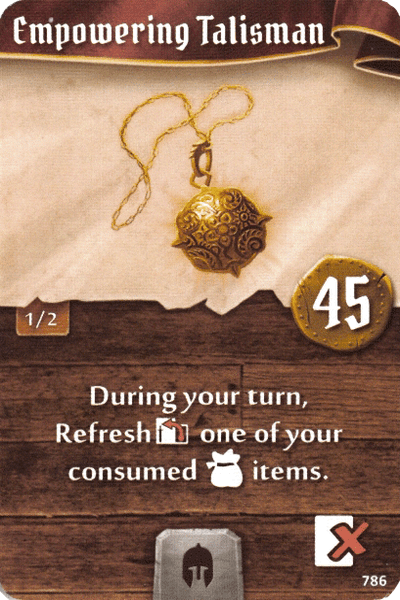 Empowering Talisman
1/2
45
During your turn,
Refresh one of your
consumed items.
786